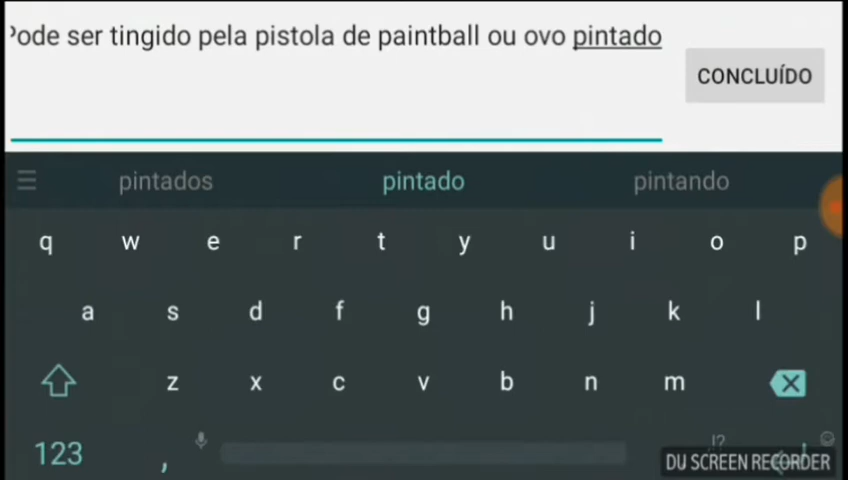 Pode ser tingido pela pistola de paintball ou ovo pintado
CONCLUÍDO
pintados pintado pintando
q w e r t y u i o p
a s d f g h j k l
z x c v b n m
!?
123 ,
DU SCREEN RECORDER